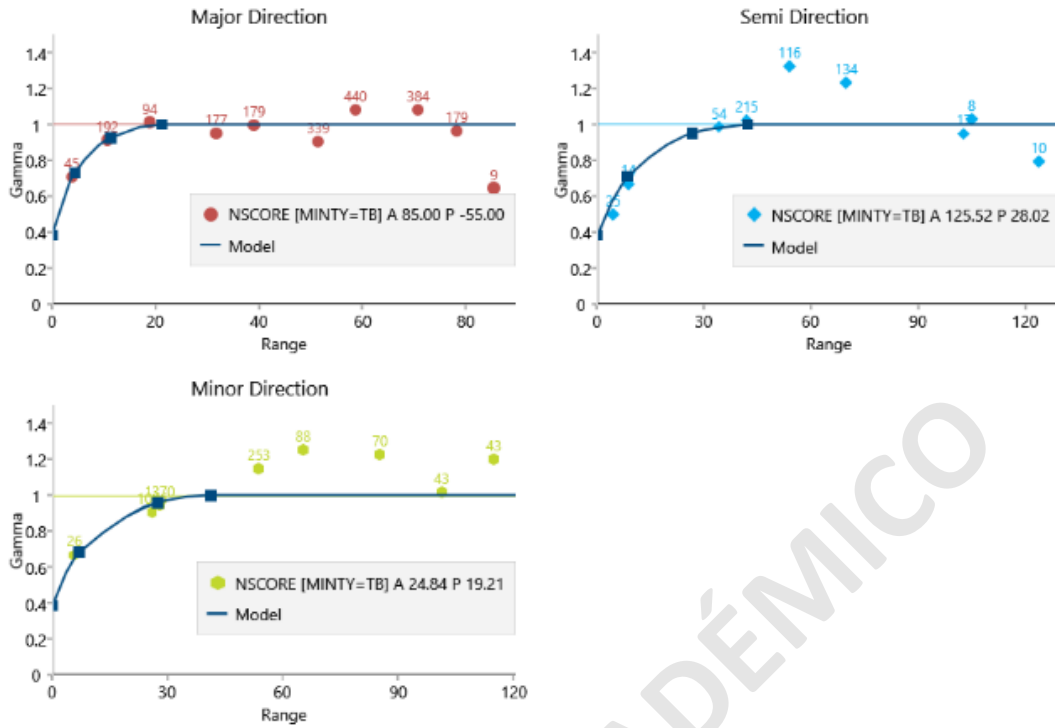 Major Direction
1.4
1.2
1
0.8
0.6
0.4
0.2
0
Gamma
45
192
94
177
179
339
440
384
179
9
NSCORE [MINTY=TB] A 85.00 P -55.00
Model
0 20 40 60 80
Range
Semi Direction
1.4
1.2
1
0.8
0.6
0.4
0.2
0
Gamma
54
215
116
134
8
10
NSCORE [MINTY=TB] A 125.52 P 28.02
Model
0 30 60 90 120
Range
Minor Direction
1.4
1.2
1
0.8
0.6
0.4
0.2
0
Gamma
26
1370
253
88
70
43
43
NSCORE [MINTY=TB] A 24.84 P 19.21
Model
0 30 60 90 120
Range
ADÉMICO